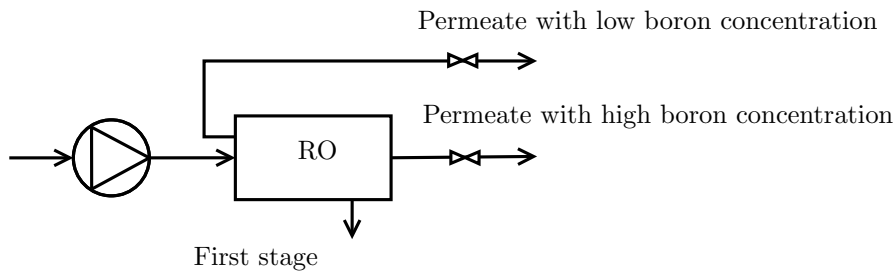 Permeate with low boron concentration
Permeate with high boron concentration
RO
First stage